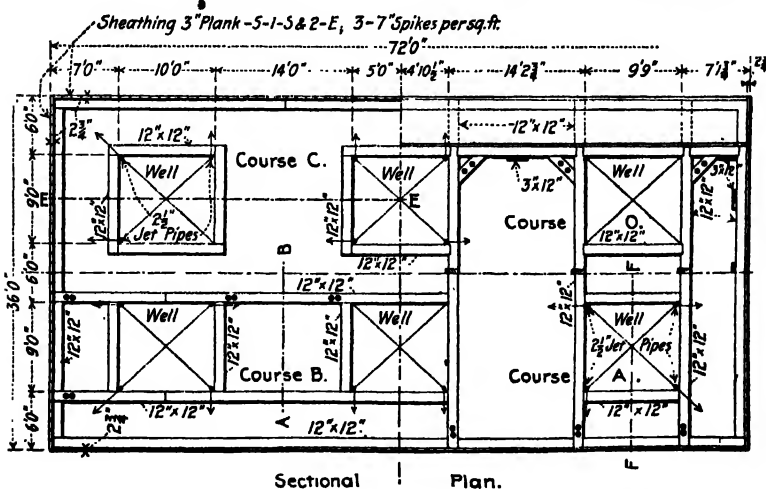 Sheathing 3" Plank -S-1-S & 2-E, 3-7" Spikes per sq.ft.
72'0"
7'0" 10'0" 14'0" 5'0" 4'10½" 14'2¾" 9'9" 7'1¾"
6'0"
2¾"
12"x12"
12"x12"
Well
Course C.
Well
3"x12"
Well
3x12"
12"x12"
9'0"
E
12"x12"
2½"
Jet Pipes
12"x12"
E
Course
O.
12"x12"
12"x12"
36'0"
6'0"
B
12"x12"
F
12"x12"
Well
Well
Well
12"x12"
12"x12"
12"x12"
12"x12"
9'0"
2½" Jet Pipes
12"x12"
Course B.
Course
A.
12"x12"
12"x12"
12"x12"
6'0"
A
12"x12"
F
Sectional Plan.